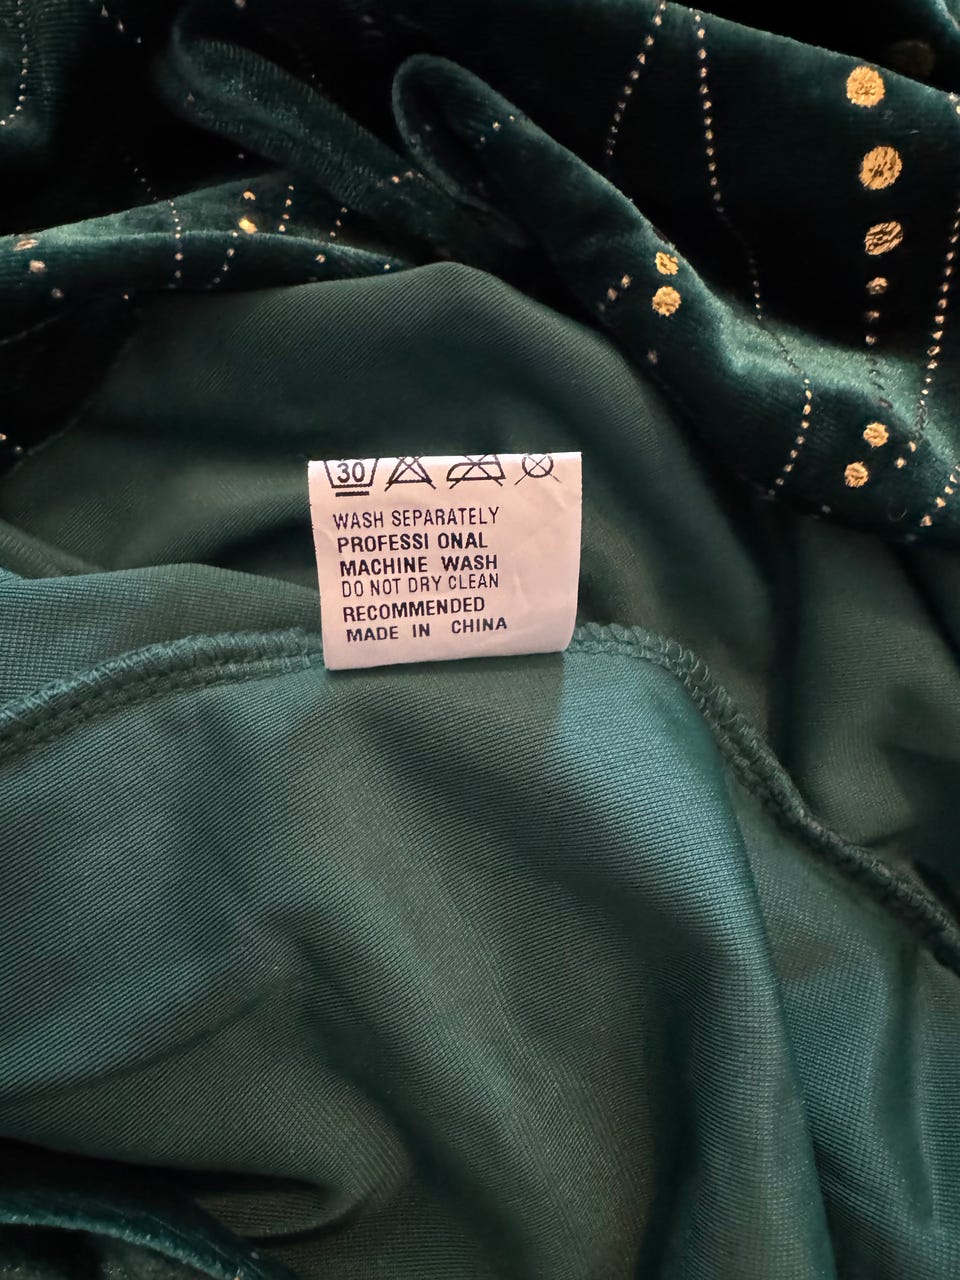 30
WASH SEPARATELY
PROFESSI ONAL
MACHINE WASH
DO NOT DRY CLEAN
RECOMMENDED
MADE IN CHINA